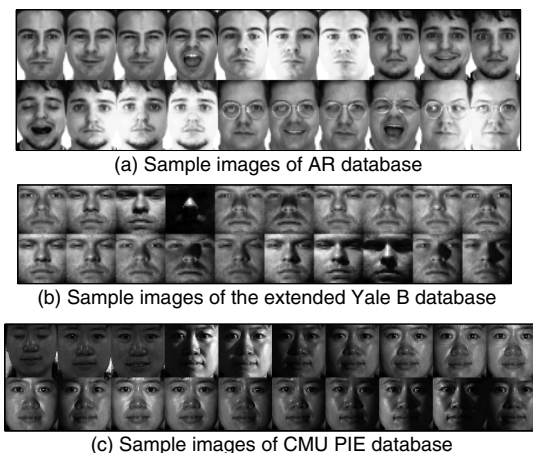 (a) Sample images of AR database
(b) Sample images of the extended Yale B database
(c) Sample images of CMU PIE database